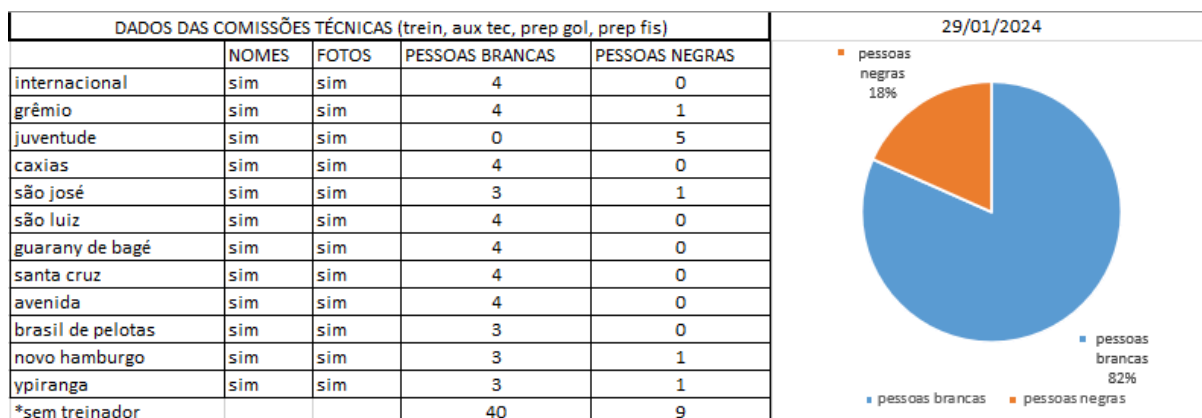 DADOS DAS COMISSÕES TÉCNICAS (trein, aux tec, prep gol, prep fis) 29/01/2024
NOMES FOTOS PESSOAS BRANCAS PESSOAS NEGRAS
internacional sim sim 4 0
grêmio sim sim 4 1
juventude sim sim 0 5
caxias sim sim 4 0
são josé sim sim 3 1
são luiz sim sim 4 0
guarany de bagé sim sim 4 0
santa cruz sim sim 4 0
avenida sim sim 4 0
brasil de pelotas sim sim 3 0
novo hamburgo sim sim 3 1
ypiranga sim sim 3 1
*sem treinador 40 9
pessoas
negras
18%
pessoas
brancas
82%
pessoas brancas pessoas negras